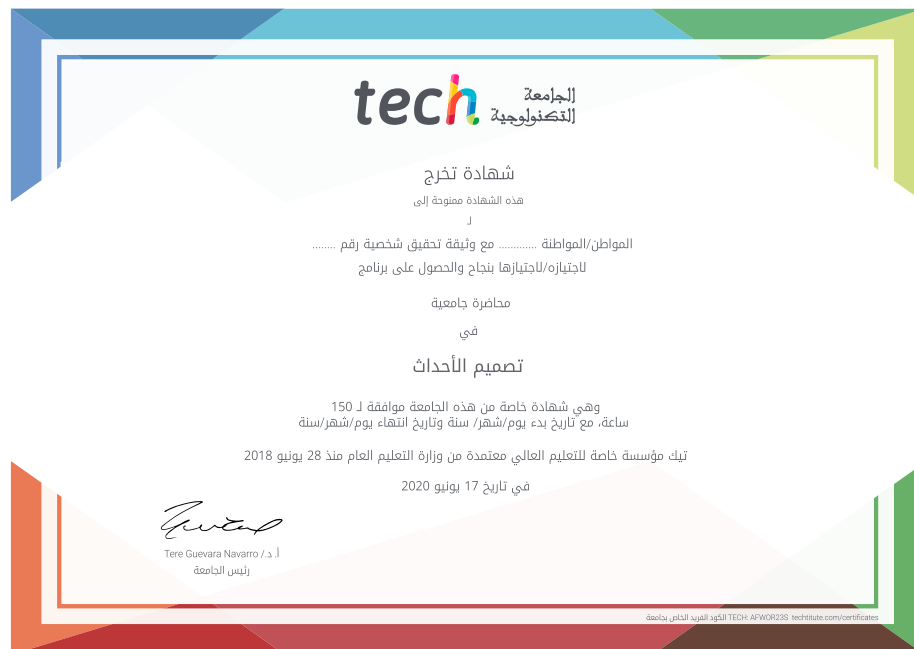 tech
الجامعة
التكنولوجية
شهادة تخرج
هذه الشهادة ممنوحة إلى
لـ
المواطن/المواطنة ............ مع وثيقة تحقيق شخصية رقم ........
لاجتيازه/لاجتيازها بنجاح والحصول على برنامج
محاضرة جامعية
في
تصميم الأحداث
وهي شهادة خاصة من هذه الجامعة موافقة لـ 150
ساعة، مع تاريخ بدء يوم/شهر/ سنة وتاريخ انتهاء يوم/شهر/سنة
تيك مؤسسة خاصة للتعليم العالي معتمدة من وزارة التعليم العام منذ 28 يونيو 2018
في تاريخ 17 يونيو 2020
أ. د./ Tere Guevara Navarro
رئيس الجامعة
الكود الفريد الخاص بجامعة TECH: AFWOR23S techtitute.com/certificates